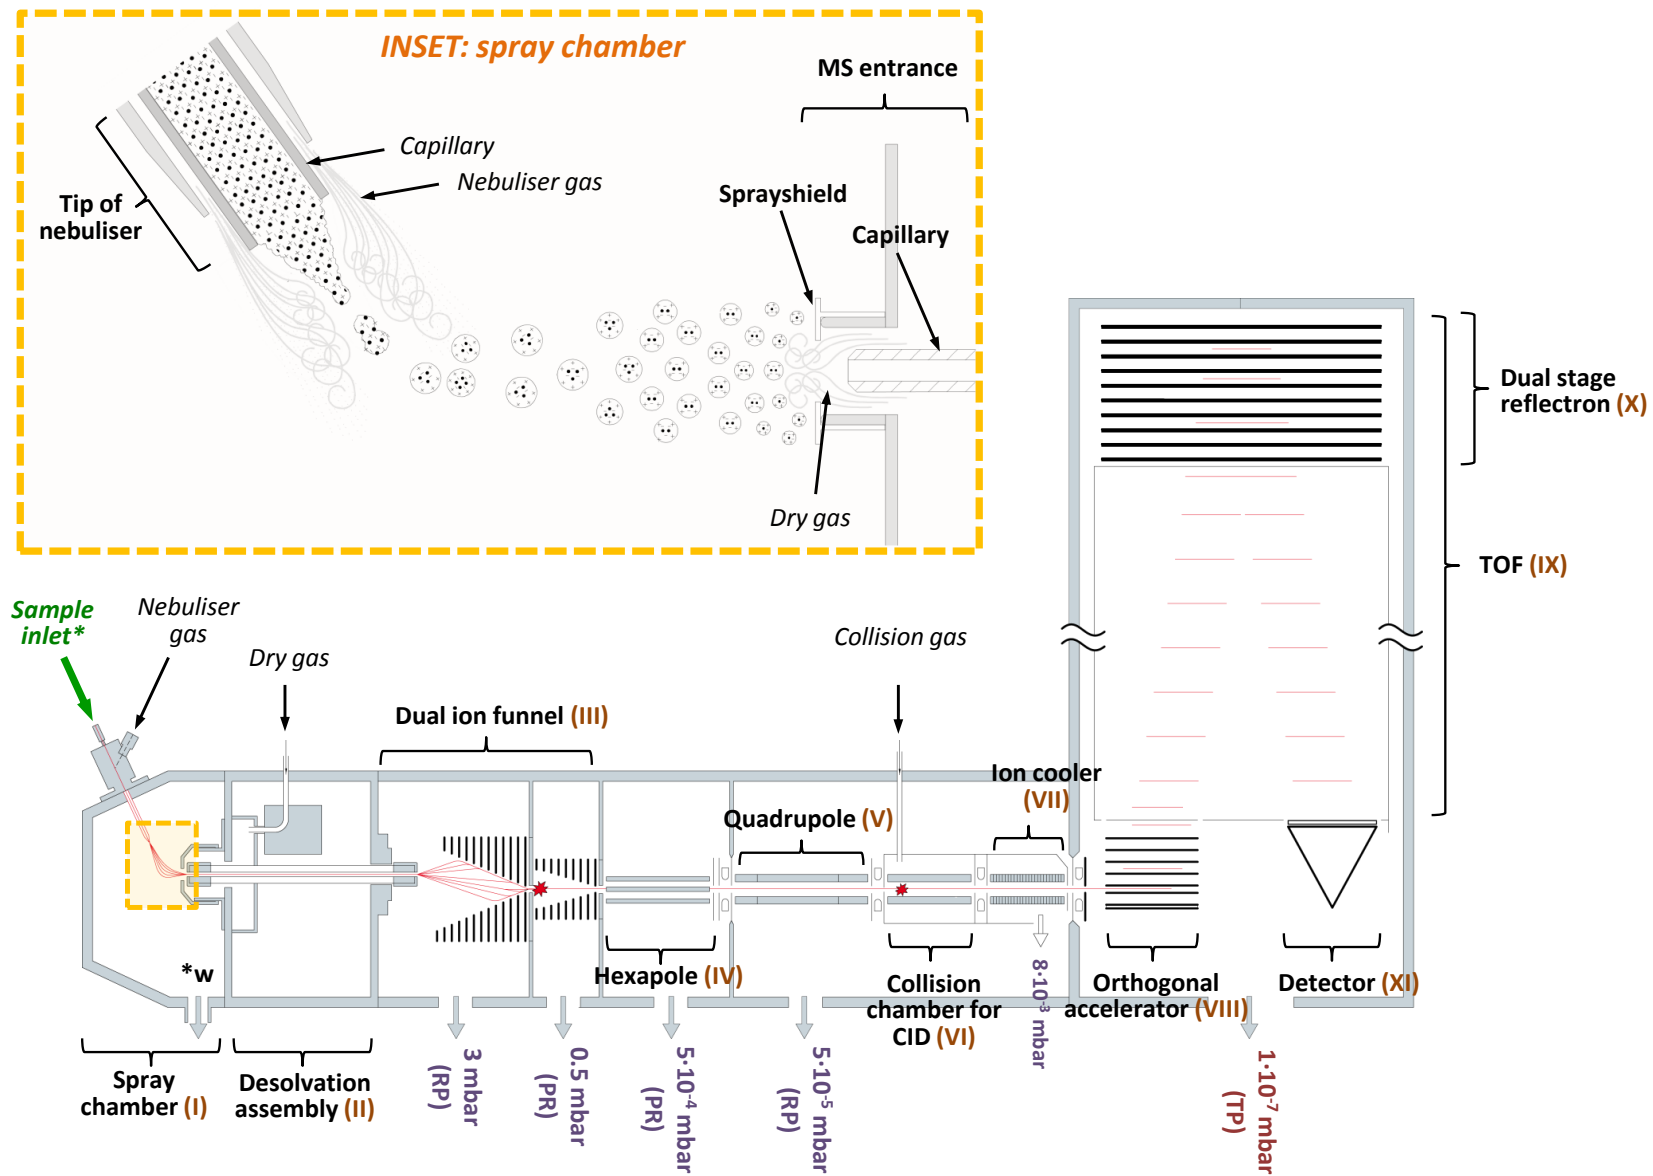 INSET: spray chamber
MS entrance
Capillary
Nebuliser gas
Tip of
nebuliser
Sprayshield
Capillary
Dry gas
Dual stage
reflectron (X)
TOF (IX)
Sample
inlet*
Nebuliser
gas
Dry gas
Collision gas
Dual ion funnel (III)
Ion cooler
(VII)
Quadrupole (V)
*w
Hexapole (IV)
Collision
chamber for
CID (VI)
8·10⁻³ mbar
Orthogonal
accelerator (VIII)
Detector (XI)
Spray
chamber (I)
Desolvation
assembly (II)
3 mbar
(RP)
0.5 mbar
(PR)
5·10⁻⁴ mbar
(PR)
5·10⁻⁵ mbar
(RP)
1·10⁻⁷ mbar
(TP)